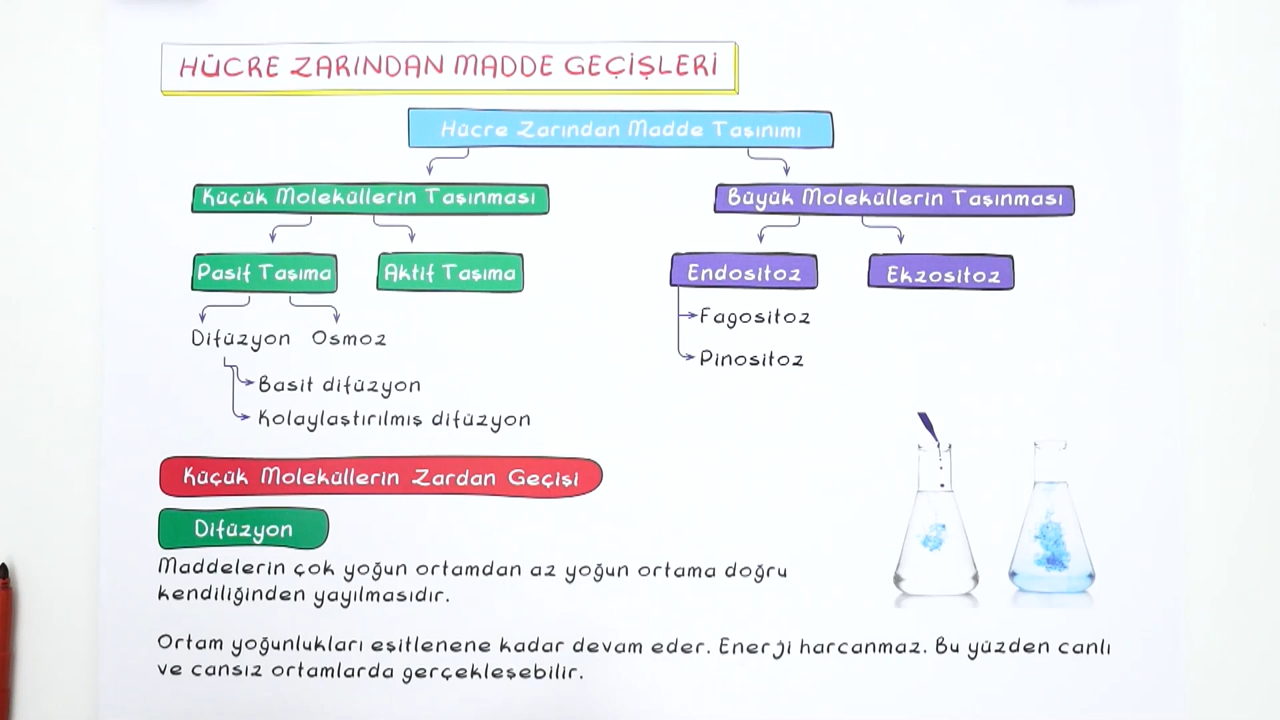 HÜCRE ZARINDAN MADDE GEÇİŞLERİ
Hücre Zarından Madde Taşınımı
Küçük Moleküllerin Taşınması
Büyük Moleküllerin Taşınması
Pasif Taşıma
Aktif Taşıma
Endositoz
Ekzositoz
Difüzyon
Osmoz
Fagositoz
Pinositoz
Basit difüzyon
Kolaylaştırılmış difüzyon
Küçük Moleküllerin Zardan Geçişi
Difüzyon
Maddelerin çok yoğun ortamdan az yoğun ortama doğru
kendiliğinden yayılmasıdır.
Ortam yoğunlukları eşitlenene kadar devam eder. Enerji harcanmaz. Bu yüzden canlı
ve cansız ortamlarda gerçekleşebilir.